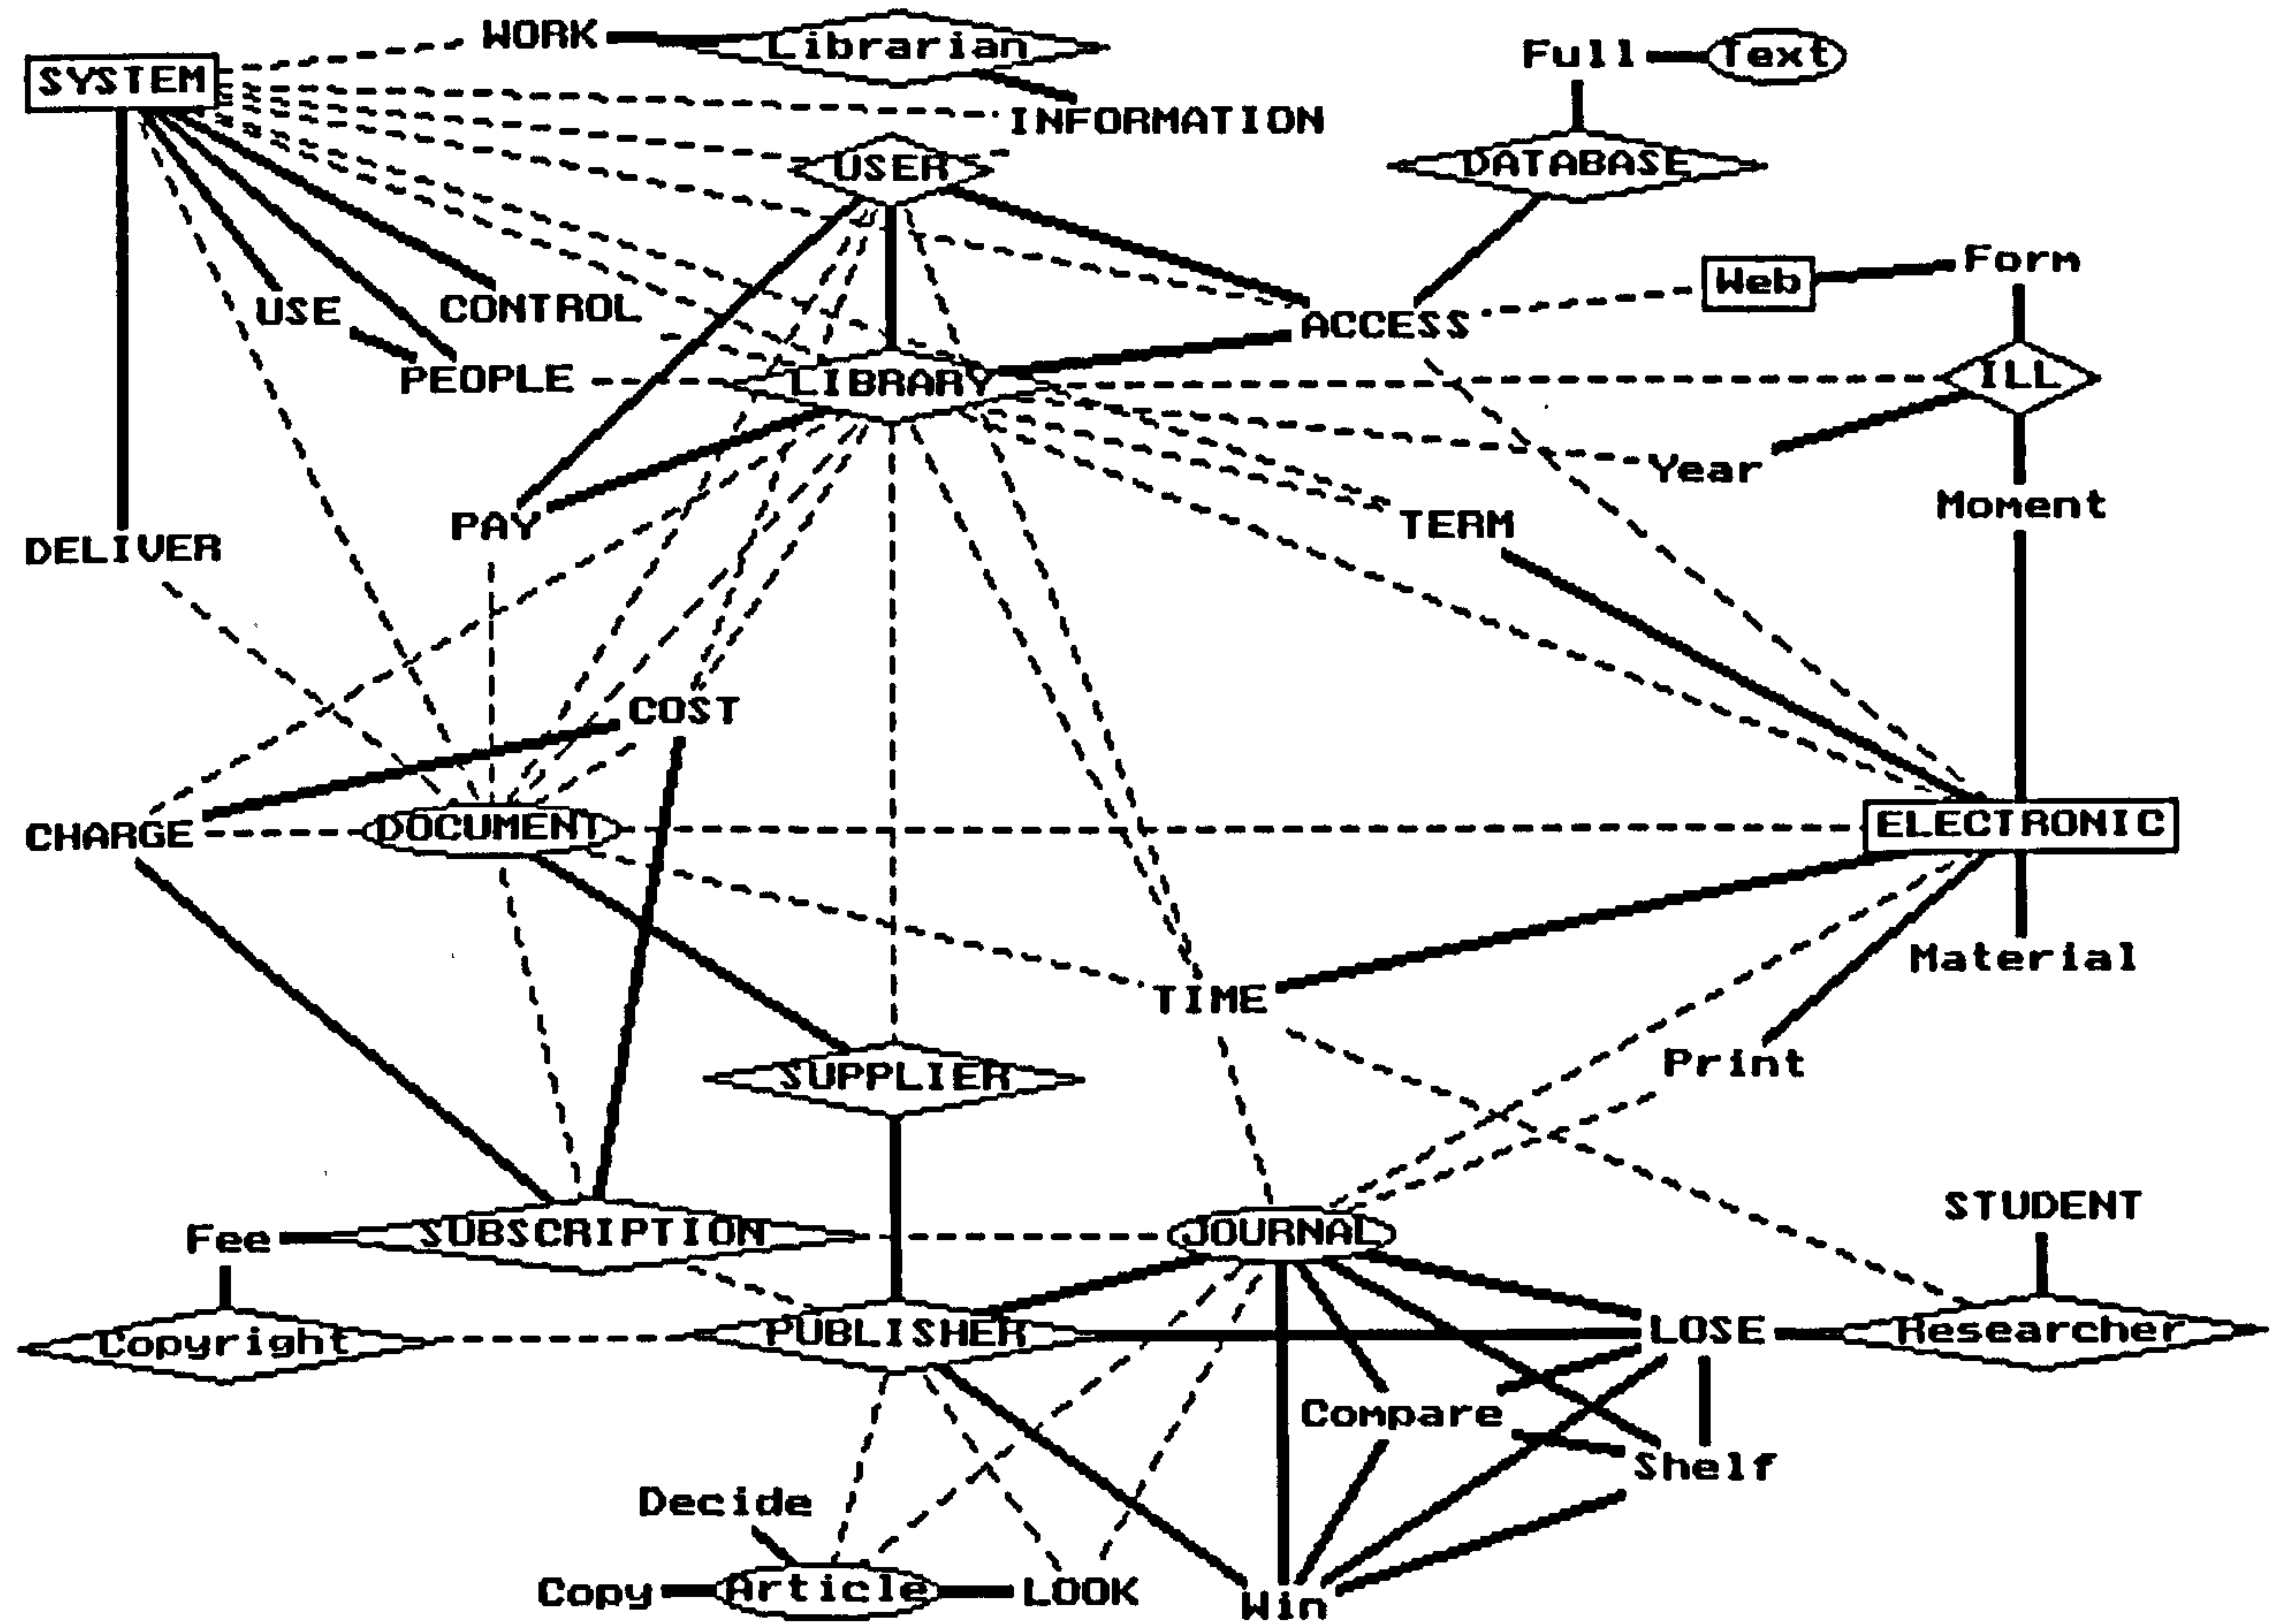 WORK
Librarian
Full
Text
SYSTEM
INFORMATION
USER
DATABASE
Form
Web
USE
CONTROL
ACCESS
PEOPLE
LIBRARY
ILL
Year
Moment
PAY
TERM
DELIVER
COST
CHARGE
DOCUMENT
ELECTRONIC
Material
TIME
Print
SUPPLIER
STUDENT
Fee
SUBSCRIPTION
JOURNAL
Copyright
PUBLISHER
LOSE
Researcher
Compare
Shelf
Decide
Copy
Article
LOOK
Win